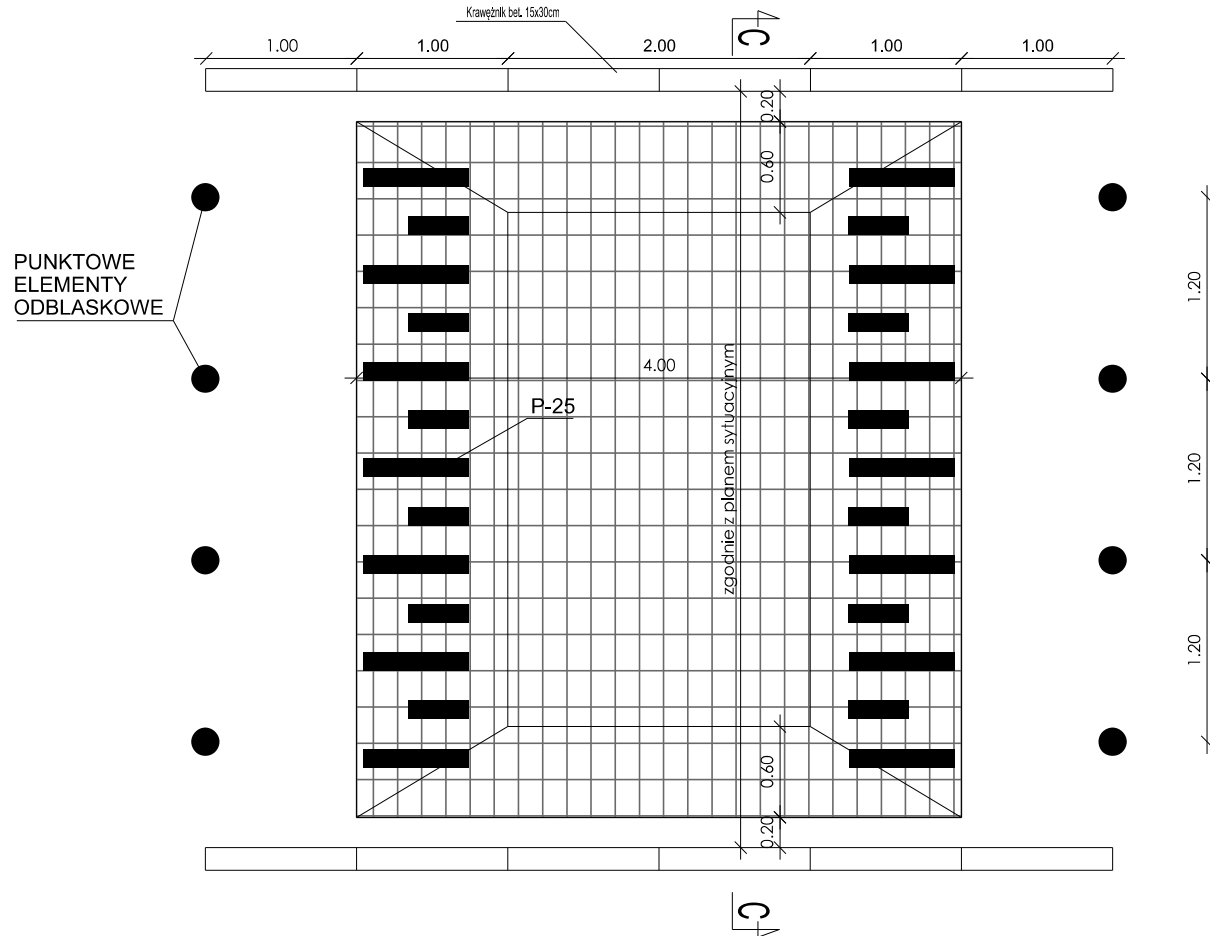 Krawężnik bet. 15x30cm
C
1.00
1.00
2.00
1.00
1.00
0.20
0.60
PUNKTOWE
ELEMENTY
ODBLASKOWE
1.20
4.00
zgodnie z planem sytuacyjnym
P-25
1.20
1.20
0.60
0.20
C